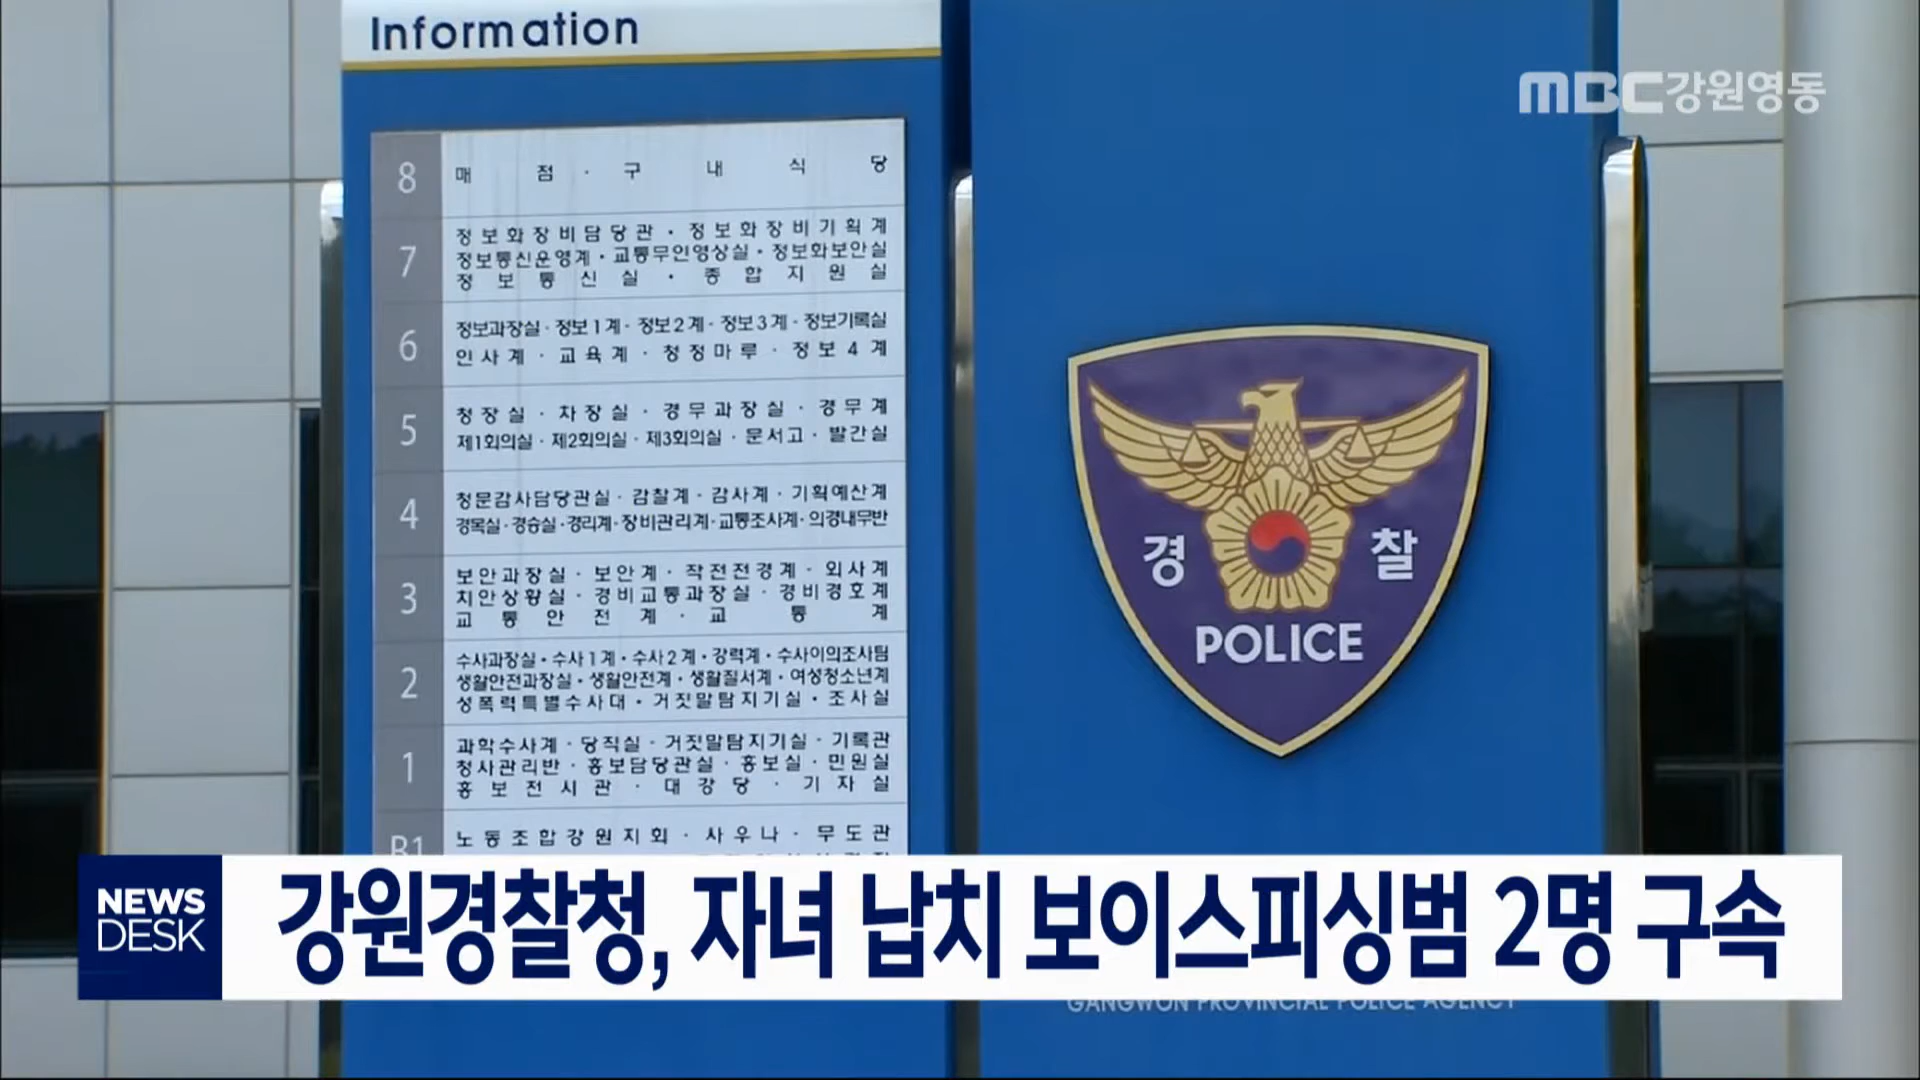 Information
MBC강원영동
8 매점·구내식당
7 정보화장비담당관·정보화장비기획계
정보통신운영계·교통무인영상실·정보화보안실
정보통신실·종합지원실
6 정보과장실·정보1계·정보2계·정보3계·정보기록실
인사계·교육계·청정마루·정보4계
5 청장실·차장실·경무과장실·경무계
제1회의실·제2회의실·제3회의실·문서고·발간실
4 청문감사담당관실·감찰계·감사계·기획예산계
경목실·경승실·경리계·장비관리계·교통조사계·의경내무반
3 보안과장실·보안계·작전전경계·외사계
치안상황실·경비교통과장실·경비경호계
교통안전계·교통계
2 수사과장실·수사1계·수사2계·강력계·수사이의조사팀
생활안전과장실·생활안전계·생활질서계·여성청소년계
성폭력특별수사대·거짓말탐지기실·조사실
1 과학수사계·당직실·거짓말탐지기실·기록관
청사관리반·홍보담당관실·홍보실·민원실
홍보전시관·대강당·기자실
B1 노동조합강원지회·사우나·무도관
경찰
POLICE
NEWS
DESK
강원경찰청, 자녀 납치 보이스피싱범 2명 구속
GANGWON PROVINCIAL POLICE AGENCY